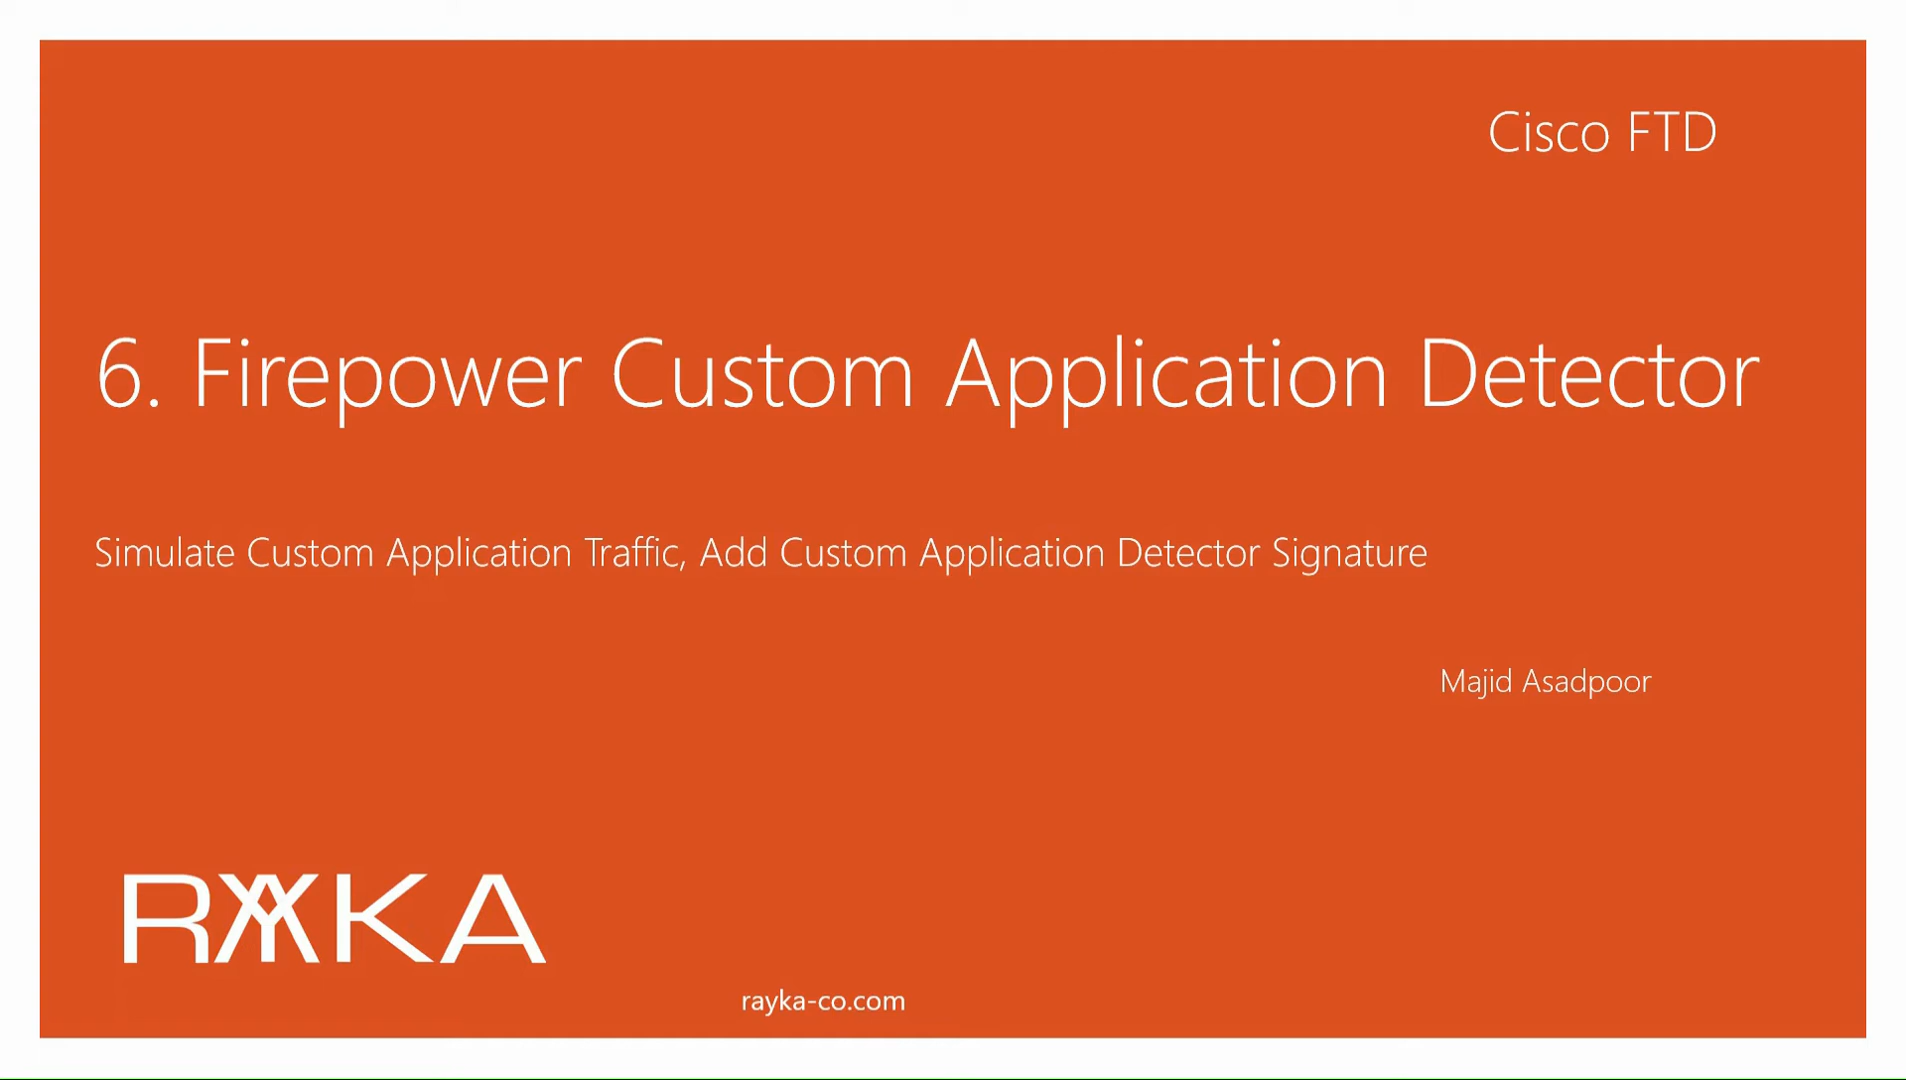 Cisco FTD
6. Firepower Custom Application Detector
Simulate Custom Application Traffic, Add Custom Application Detector Signature
Majid Asadpoor
RAYKA
rayka-co.com